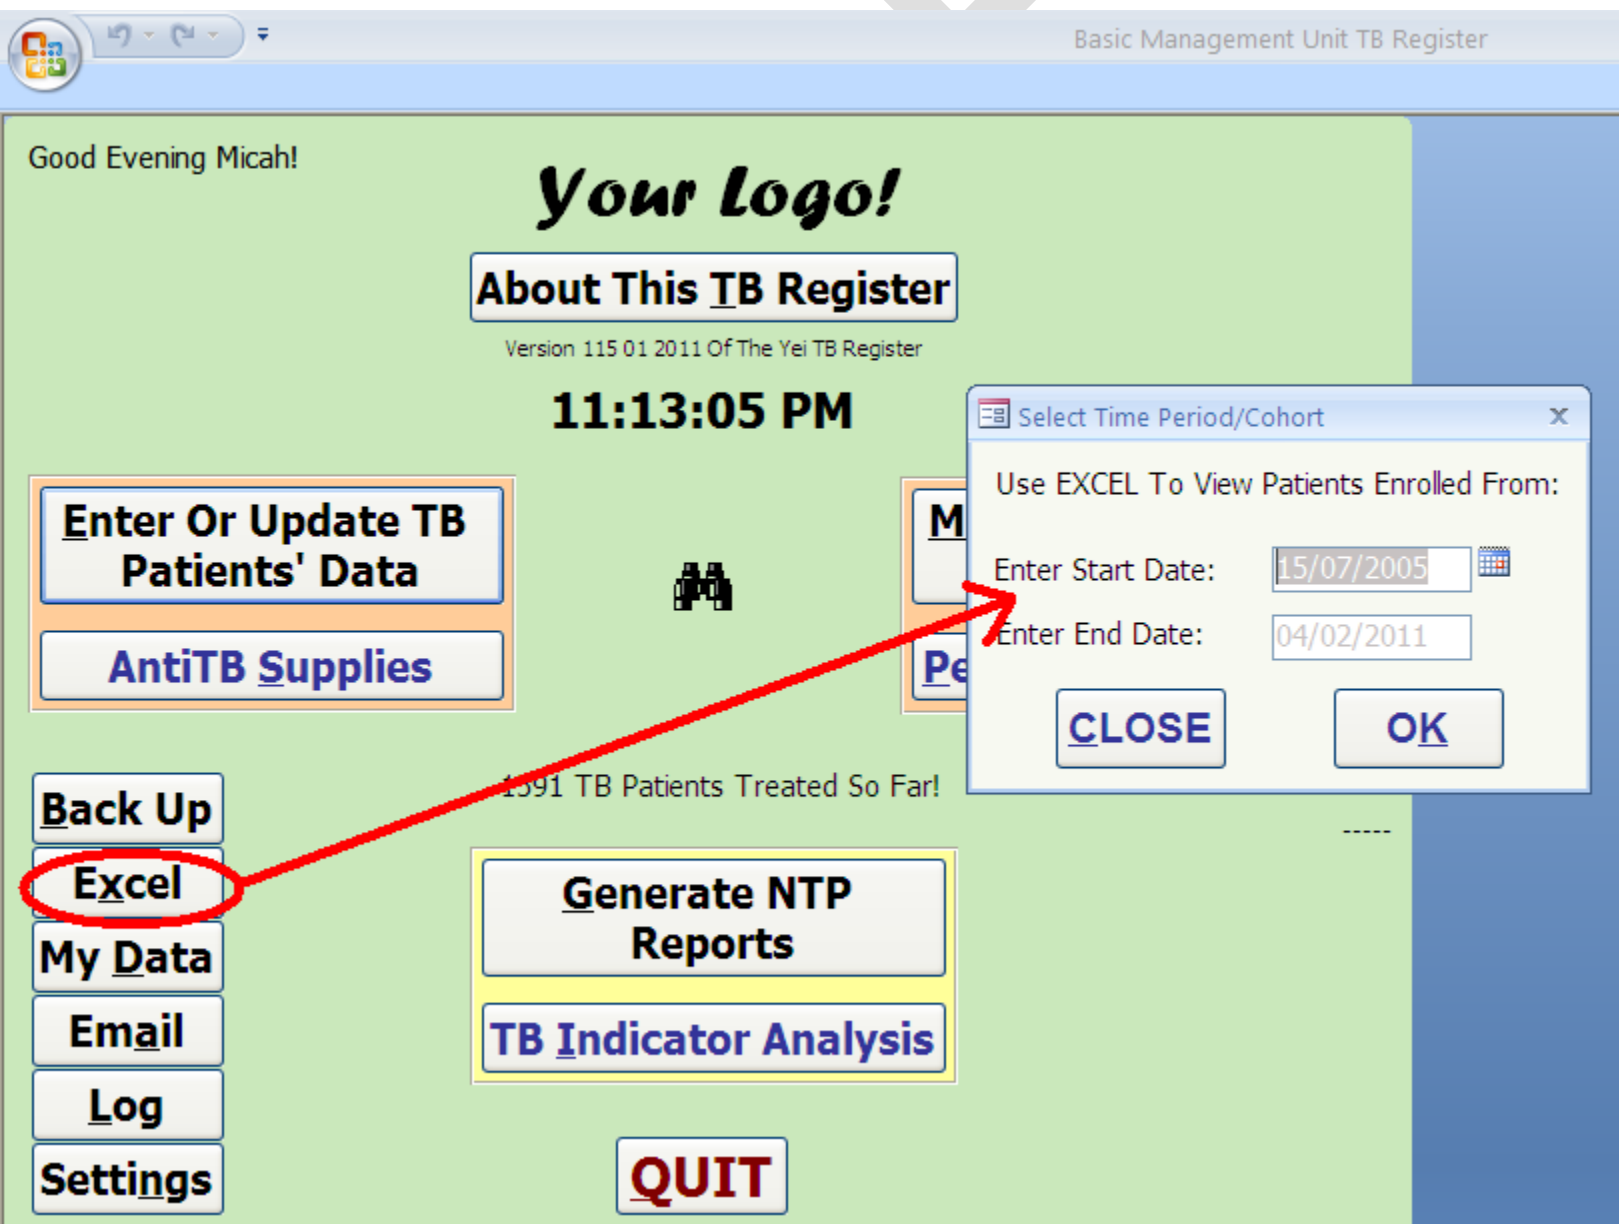 Basic Management Unit TB Register
Good Evening Micah!
Your Logo!
About This TB Register
Version 115 01 2011 Of The Yei TB Register
11:13:05 PM
Enter Or Update TB
Patients' Data
AntiTB Supplies
M
Pe
Select Time Period/Cohort
x
Use EXCEL To View Patients Enrolled From:
Enter Start Date:
15/07/2005
Enter End Date:
04/02/2011
CLOSE
OK
1591 TB Patients Treated So Far!
-----
Back Up
Excel
My Data
Email
Log
Settings
Generate NTP
Reports
TB Indicator Analysis
QUIT